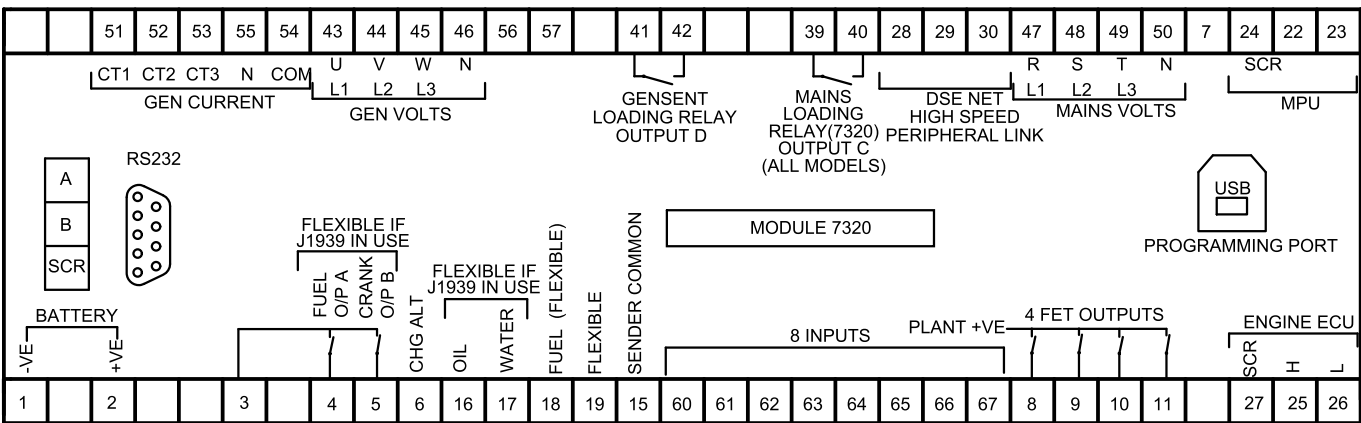 51 52 53 55 54 43 44 45 46 56 57 41 42 39 40 28 29 30 47 48 49 50 7 24 22 23
CT1 CT2 CT3 N COM U V W N R S T N SCR
L1 L2 L3 L1 L2 L3
GEN CURRENT
GEN VOLTS
GENSENT
LOADING RELAY
OUTPUT D
MAINS
LOADING
RELAY(7320)
OUTPUT C
(ALL MODELS)
DSE NET
HIGH SPEED
PERIPHERAL LINK
MAINS VOLTS
MPU
A
B
SCR
RS232
MODULE 7320
USB
PROGRAMMING PORT
BATTERY
-VE
+VE
FLEXIBLE IF
J1939 IN USE
FUEL
O/P A
CRANK
O/P B
CHG ALT
FLEXIBLE IF
J1939 IN USE
OIL
WATER
FUEL (FLEXIBLE)
FLEXIBLE
SENDER COMMON
8 INPUTS
PLANT +VE
4 FET OUTPUTS
ENGINE ECU
SCR
H
L
1 2 3 4 5 6 16 17 18 19 15 60 61 62 63 64 65 66 67 8 9 10 11 27 25 26